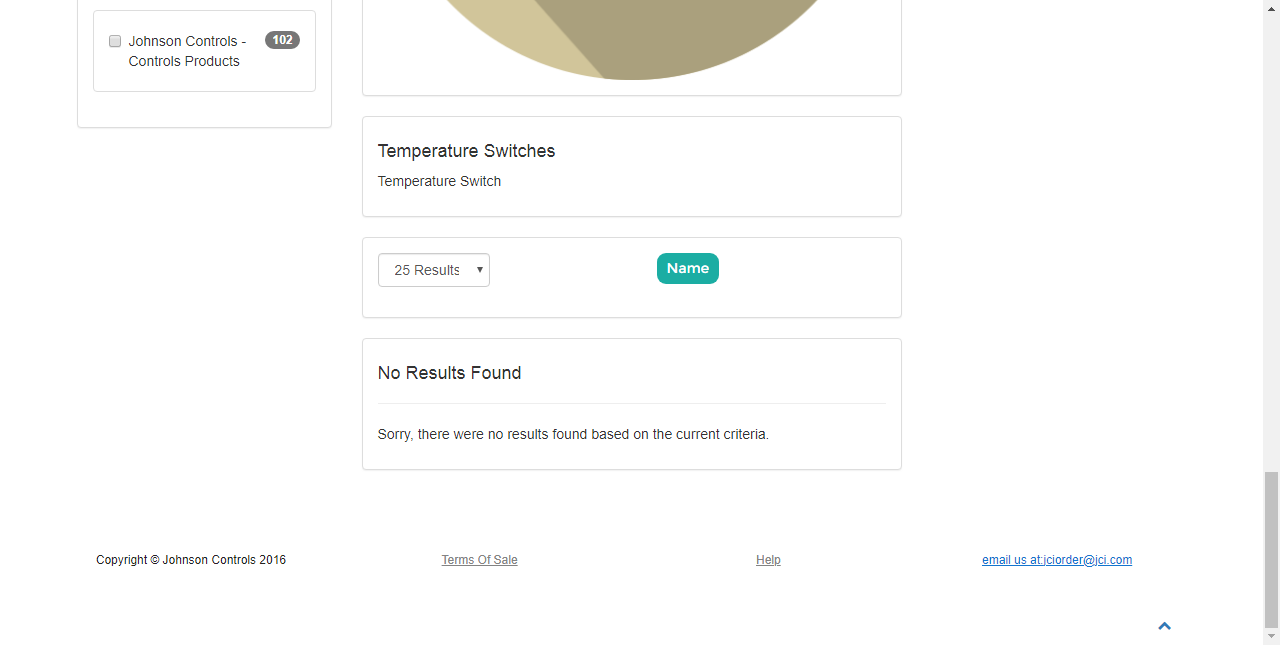 Johnson Controls - 102
Controls Products
Temperature Switches
Temperature Switch
25 Results
Name
No Results Found
Sorry, there were no results found based on the current criteria.
Copyright © Johnson Controls 2016
Terms Of Sale
Help
email us at:jciorder@jci.com